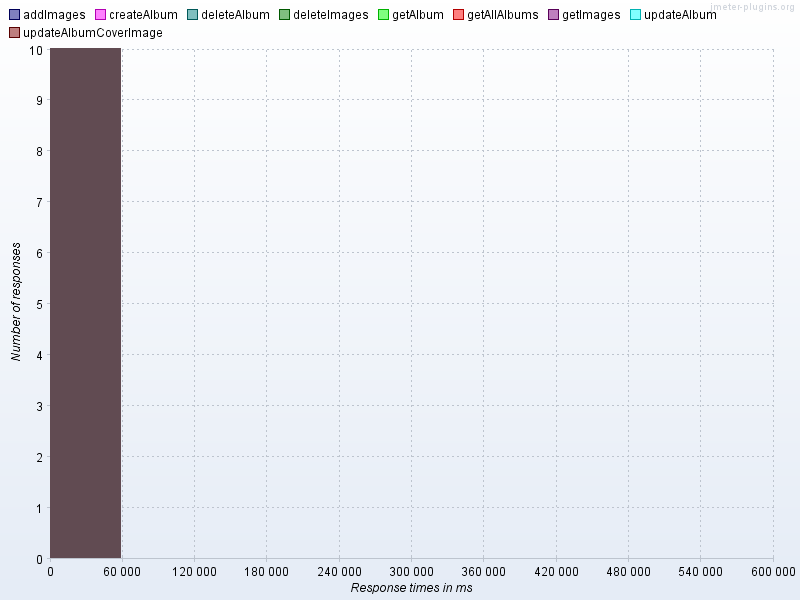 addImages createAlbum deleteAlbum deleteImages getAlbum getAllAlbums getImages updateAlbum
jmeter-plugins.org
updateAlbumCoverImage
10
9
8
7
6
5
4
3
2
1
0
Number of responses
0 60 000 120 000 180 000 240 000 300 000 360 000 420 000 480 000 540 000 600 000
Response times in ms